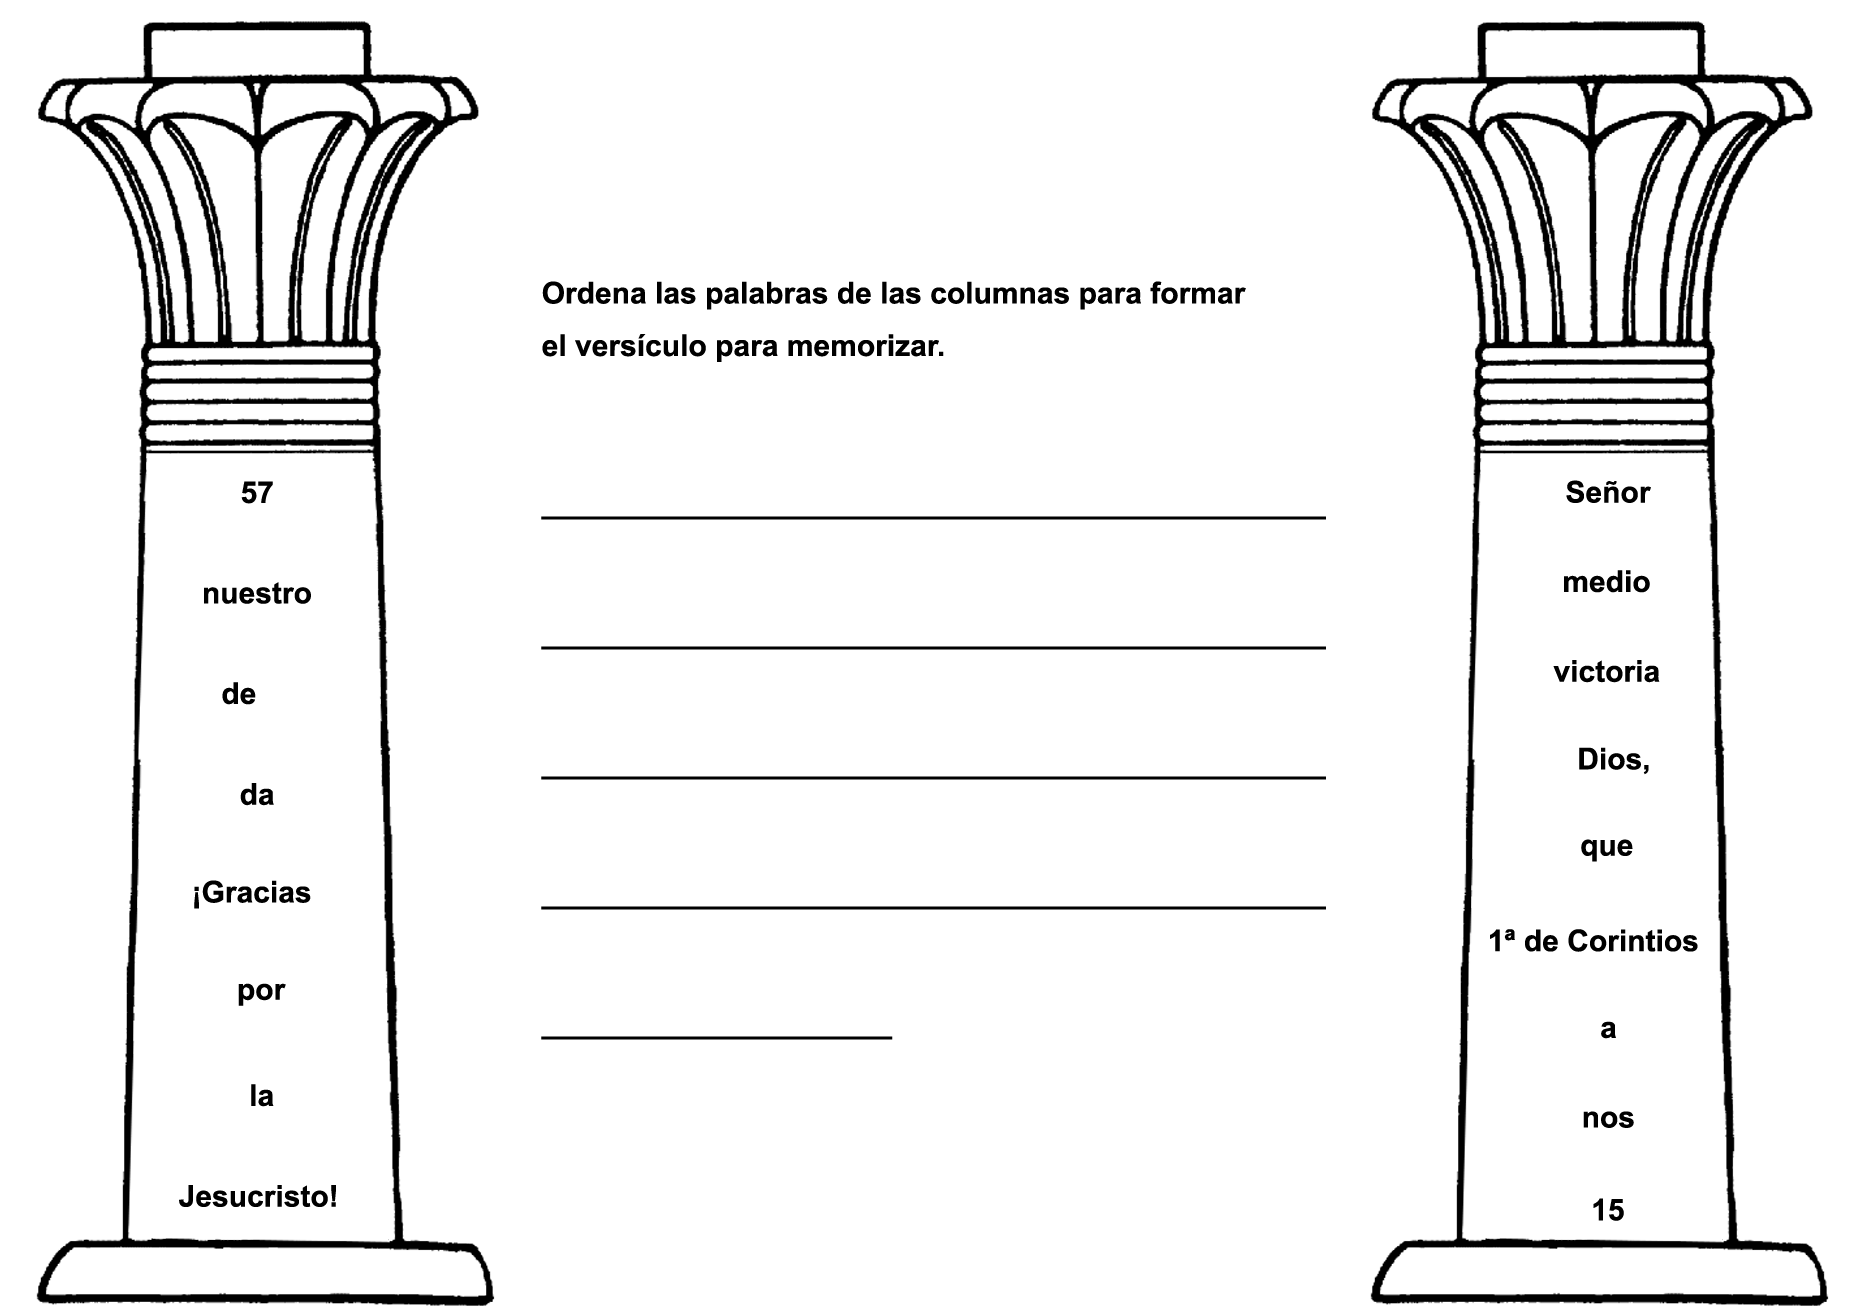 Ordena las palabras de las columnas para formar
el versículo para memorizar.
57
nuestro
de
da
¡Gracias
por
la
Jesucristo!
Señor
medio
victoria
Dios,
que
1ª de Corintios
a
nos
15